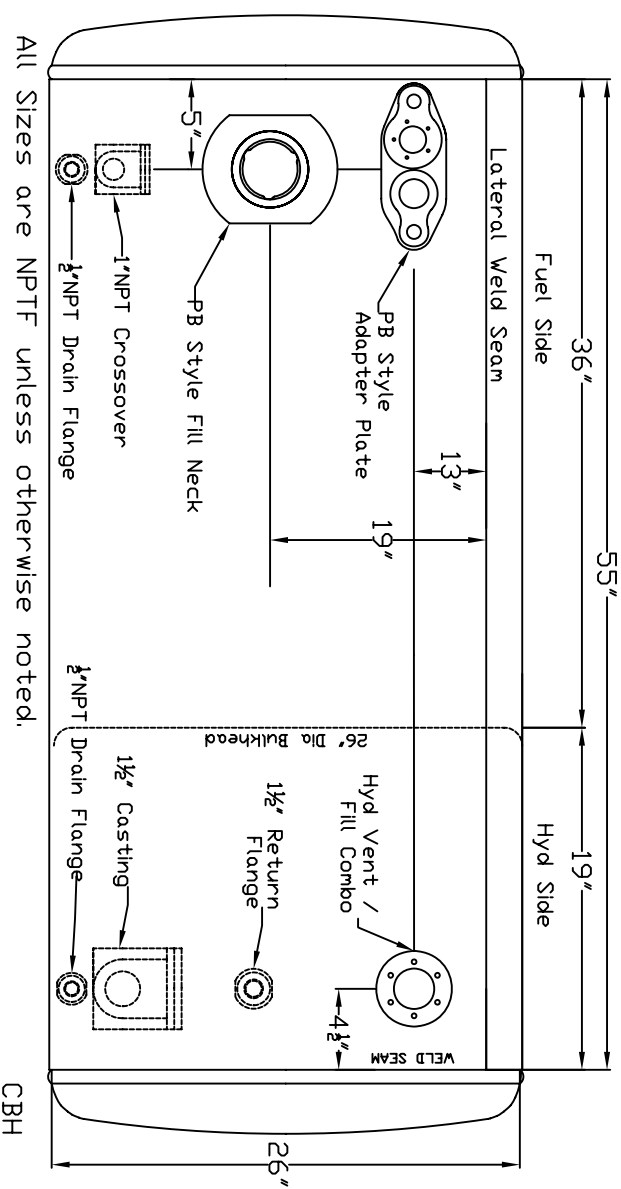 55"
36"
19"
Fuel Side
Hyd Side
Lateral Weld Seam
13"
19"
5"
PB Style
Adapter Plate
PB Style Fill Neck
1"NPT Crossover
½"NPT Drain Flange
26" Dia Bulkhead
Hyd Vent /
Fill Combo
1½" Return
Flange
1½" Casting
½"NPT Drain Flange
4½"
WELD SEAM
26"
All Sizes are NPTF unless otherwise noted.
CBH